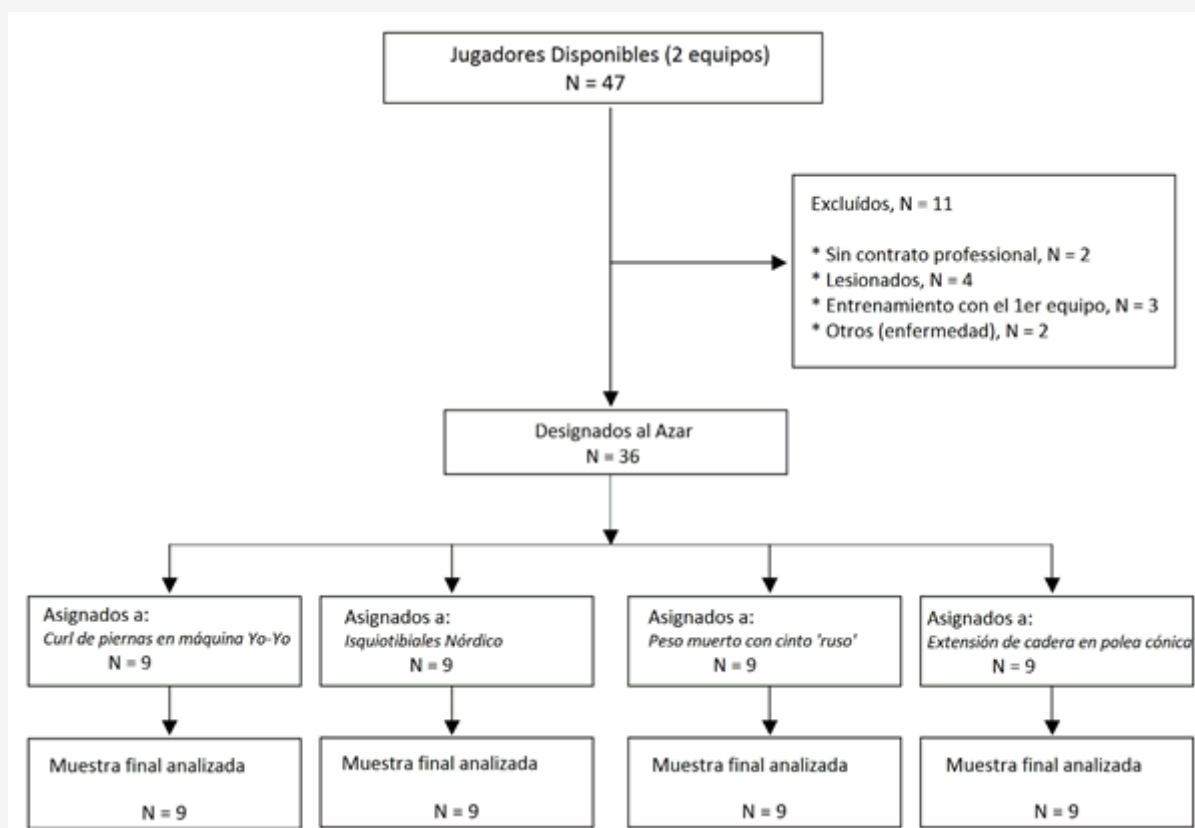 Jugadores Disponibles (2 equipos)
N = 47
Excluídos, N = 11
* Sin contrato professional, N = 2
* Lesionados, N = 4
* Entrenamiento con el 1er equipo, N = 3
* Otros (enfermedad), N = 2
Designados al Azar
N = 36
Asignados a:
Curl de piernas en máquina Yo-Yo
N = 9
Asignados a:
Isquiotibiales Nórdico
N = 9
Asignados a:
Peso muerto con cinto 'ruso'
N = 9
Asignados a:
Extensión de cadera en polea cónica
N = 9
Muestra final analizada
N = 9
Muestra final analizada
N = 9
Muestra final analizada
N = 9
Muestra final analizada
N = 9